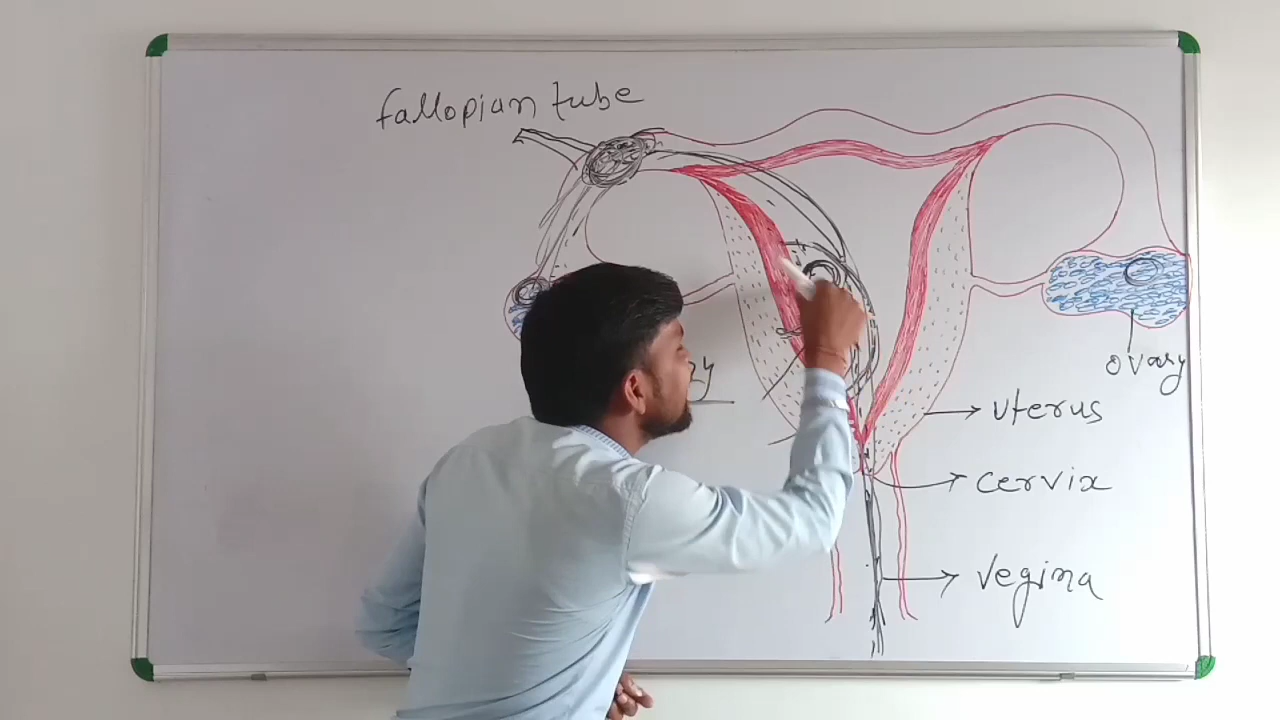 fallopian tube
ovary
uterus
cervix
vegina